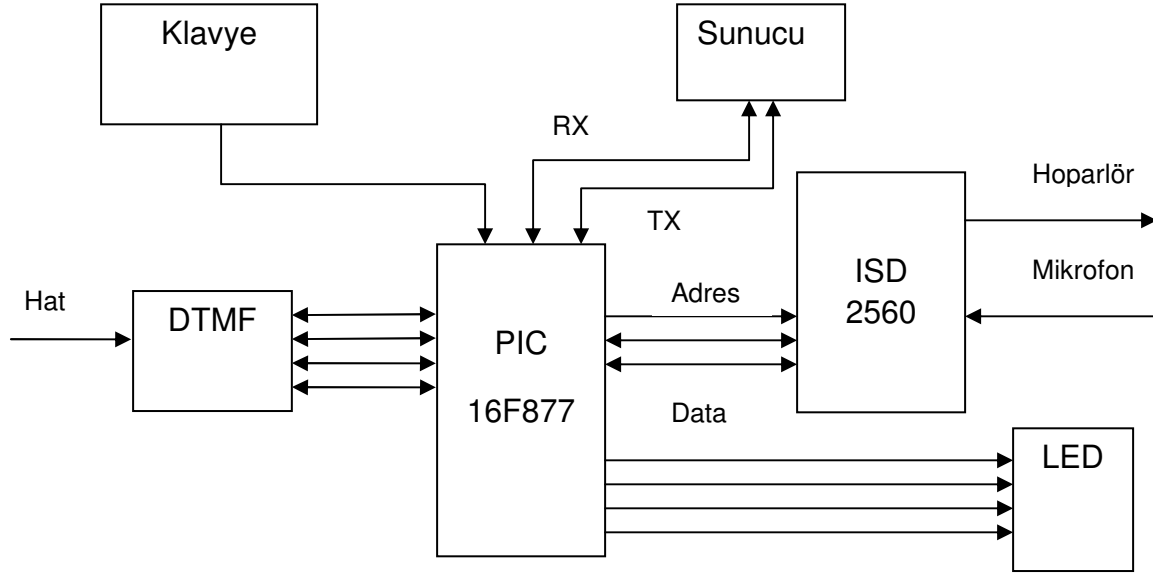 Klavye
Sunucu
RX
TX
Hoparlör
Mikrofon
ISD
2560
Hat
DTMF
Adres
PIC
16F877
Data
LED